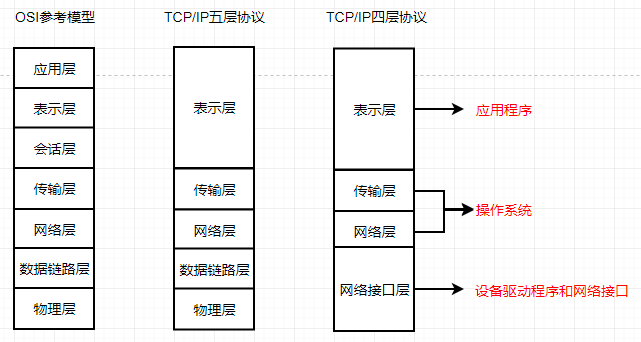 OSI参考模型
TCP/IP五层协议
TCP/IP四层协议
应用层
表示层
会话层
传输层
网络层
数据链路层
物理层
表示层
传输层
网络层
数据链路层
物理层
表示层
传输层
网络层
网络接口层
应用程序
操作系统
设备驱动程序和网络接口